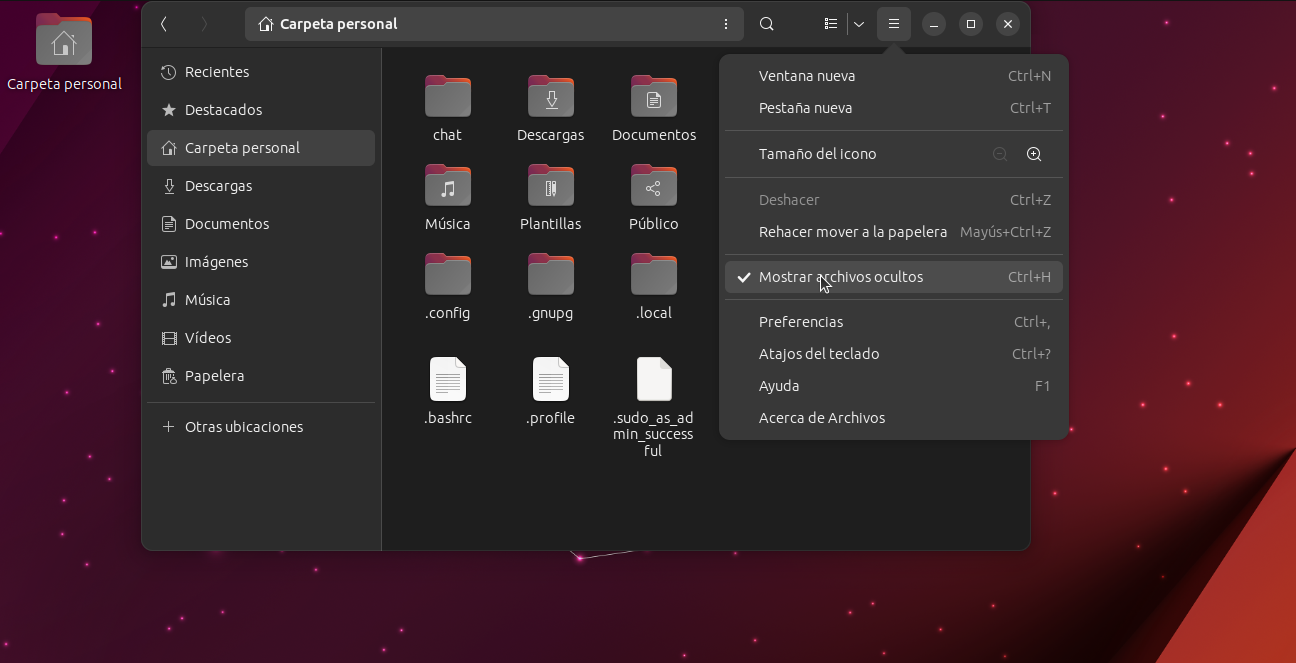 Carpeta personal
Carpeta personal
Recientes
Destacados
Carpeta personal
Descargas
Documentos
Imágenes
Música
Vídeos
Papelera
Otras ubicaciones
chat
Descargas
Documentos
Música
Plantillas
Público
.config
.gnupg
.local
.bashrc
.profile
.sudo_as_ad
min_success
ful
Ventana nueva Ctrl+N
Pestaña nueva Ctrl+T
Tamaño del icono
Deshacer Ctrl+Z
Rehacer mover a la papelera Mayús+Ctrl+Z
Mostrar archivos ocultos Ctrl+H
Preferencias Ctrl+,
Atajos del teclado Ctrl+?
Ayuda F1
Acerca de Archivos